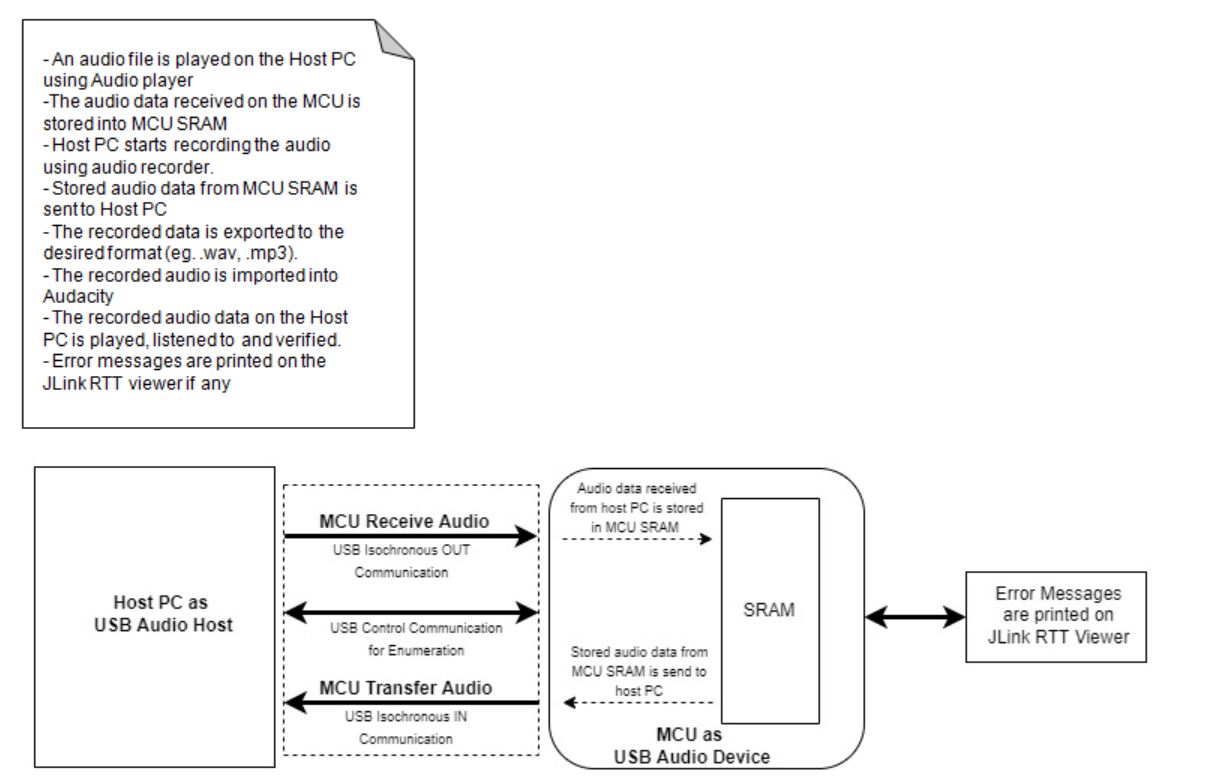 - An audio file is played on the Host PC
using Audio player
-The audio data received on the MCU is
stored into MCU SRAM
- Host PC starts recording the audio
using audio recorder.
- Stored audio data from MCU SRAM is
sent to Host PC
- The recorded data is exported to the
desired format (eg. .wav, .mp3).
- The recorded audio is imported into
Audacity
- The recorded audio data on the Host
PC is played, listened to and verified.
- Error messages are printed on the
JLink RTT viewer if any
Host PC as
USB Audio Host
MCU Receive Audio
USB Isochronous OUT
Communication
USB Control Communication
for Enumeration
MCU Transfer Audio
USB Isochronous IN
Communication
Audio data received
from host PC is stored
in MCU SRAM
Stored audio data from
MCU SRAM is send to
host PC
SRAM
MCU as
USB Audio Device
Error Messages
are printed on
JLink RTT Viewer